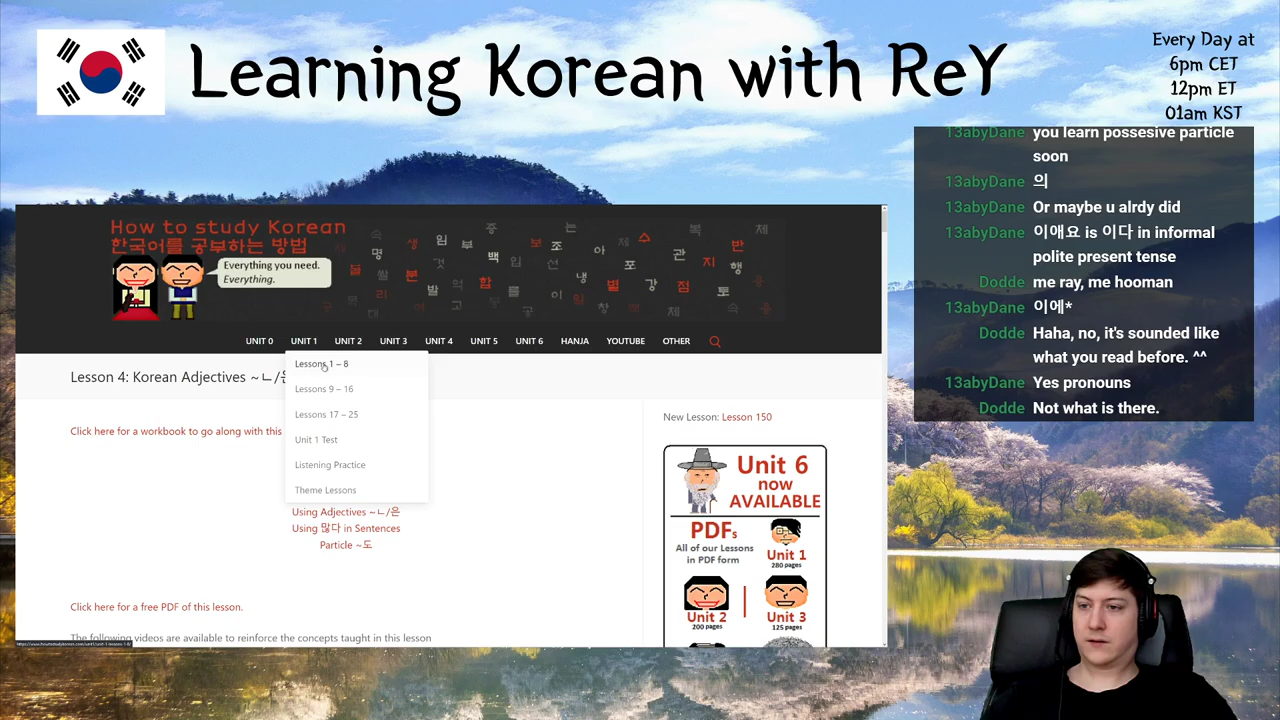 Learning Korean with ReY
Every Day at
6pm CET
12pm ET
01am KST
13abyDane you learn possesive particle
soon
13abyDane 의
13abyDane Or maybe u alrdy did
13abyDane 이애요 is 이다 in informal
polite present tense
Dodde me ray, me hooman
13abyDane 이에*
Dodde Haha, no, it's sounded like
what you read before. ^^
13abyDane Yes pronouns
Dodde Not what is there.
How to study Korean
한국어를 공부하는 방법
Everything you need.
Everything.
UNIT 0 UNIT 1 UNIT 2 UNIT 3 UNIT 4 UNIT 5 UNIT 6 HANJA YOUTUBE OTHER
Lessons 1 – 8
Lessons 9 – 16
Lessons 17 – 25
Unit 1 Test
Listening Practice
Theme Lessons
Lesson 4: Korean Adjectives ~ㄴ/은
Click here for a workbook to go along with this
Using Adjectives ~ㄴ/은
Using 많다 in Sentences
Particle ~도
Click here for a free PDF of this lesson.
The following videos are available to reinforce the concepts taught in this lesson
New Lesson: Lesson 150
Unit 6
now
AVAILABLE
PDFs
All of our Lessons
in PDF form
Unit 1
280 pages
Unit 2
200 pages
Unit 3
125 pages